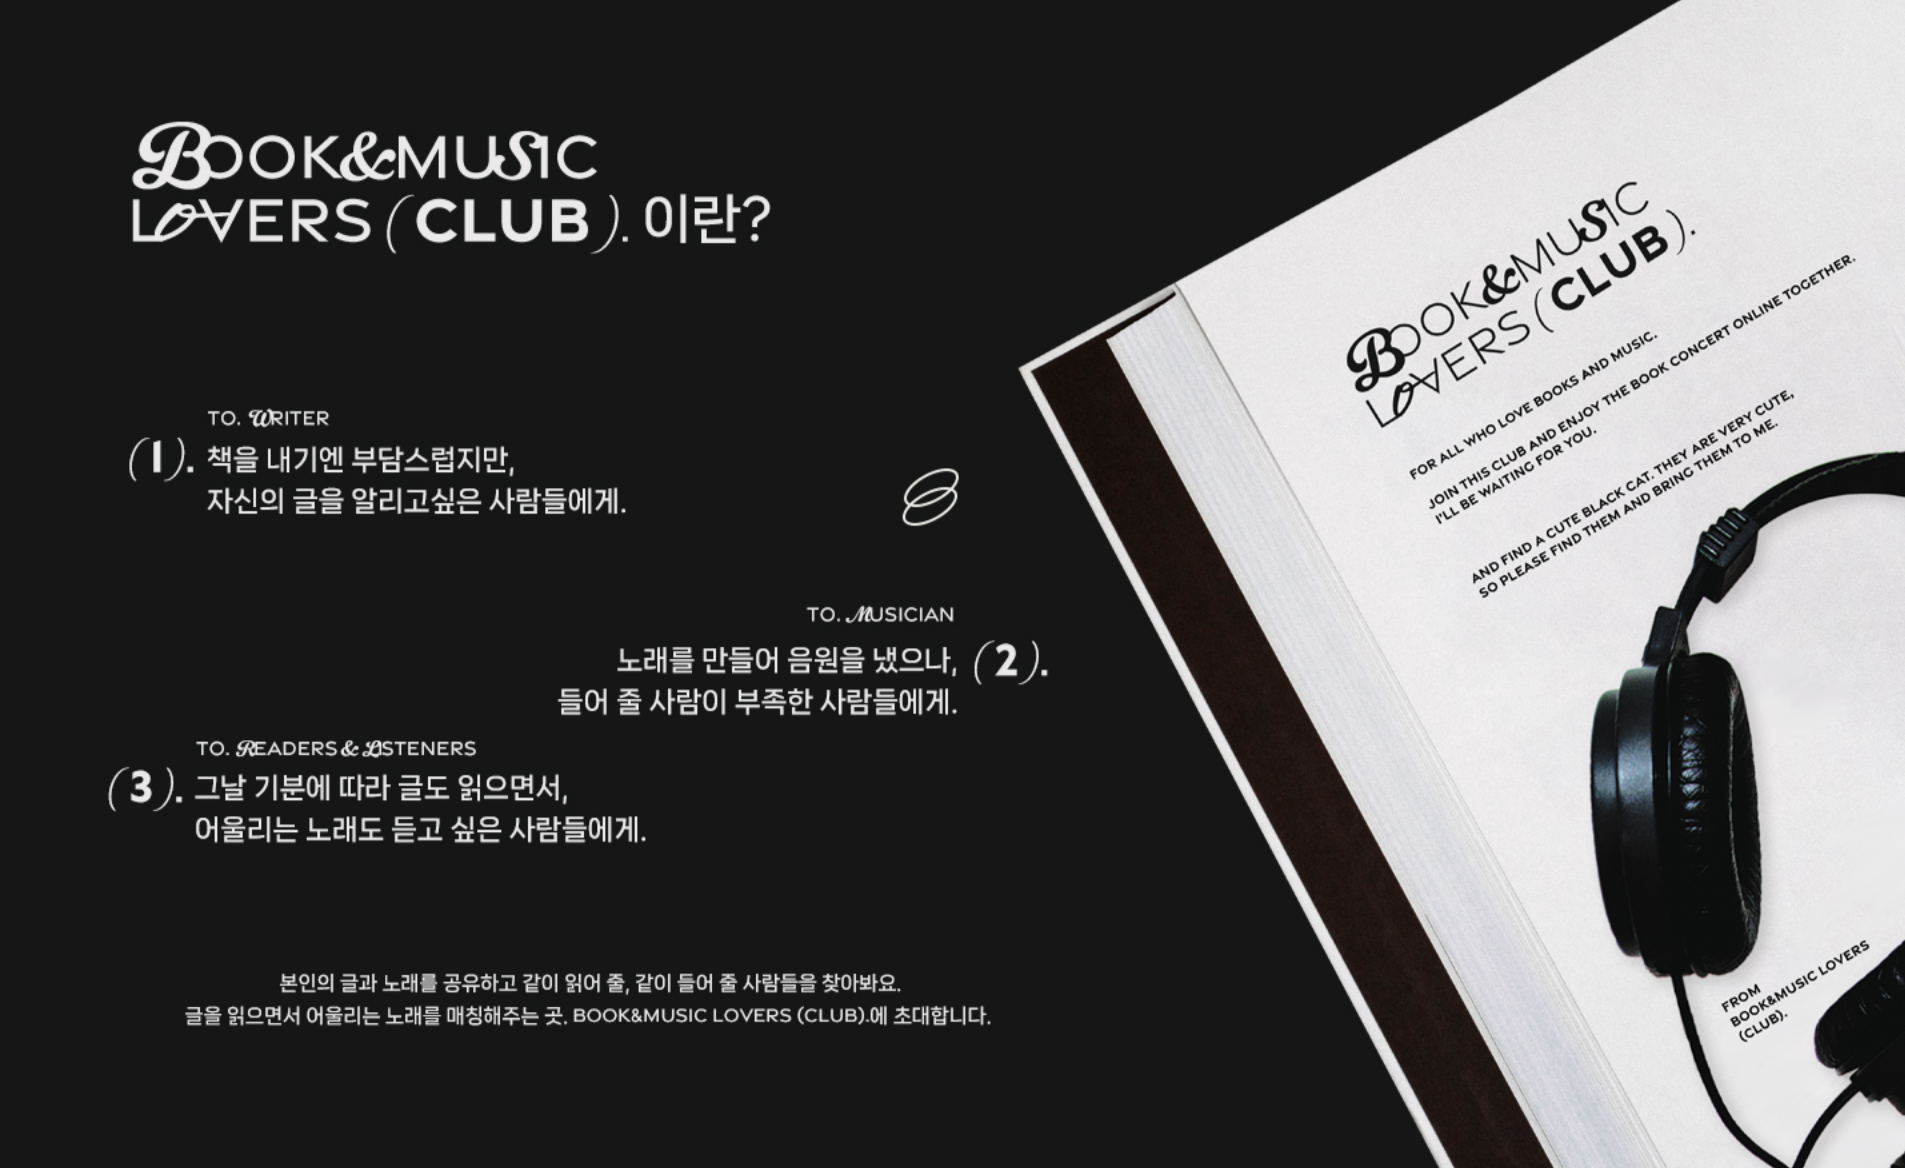 BOOK&MUSIC
LOVERS (CLUB). 이란?
TO. WRITER
(1). 책을 내기엔 부담스럽지만,
자신의 글을 알리고싶은 사람들에게.
TO. MUSICIAN
노래를 만들어 음원을 냈으나, (2).
들어 줄 사람이 부족한 사람들에게.
TO. READERS & LISTENERS
(3). 그날 기분에 따라 글도 읽으면서,
어울리는 노래도 듣고 싶은 사람들에게.
본인의 글과 노래를 공유하고 같이 읽어 줄, 같이 들어 줄 사람들을 찾아봐요.
글을 읽으면서 어울리는 노래를 매칭해주는 곳. BOOK&MUSIC LOVERS (CLUB).에 초대합니다.
BOOK&MUSIC
LOVERS (CLUB).
FOR ALL WHO LOVE BOOKS AND MUSIC.
JOIN THIS CLUB AND ENJOY THE BOOK CONCERT ONLINE TOGETHER.
I'LL BE WAITING FOR YOU.
AND FIND A CUTE BLACK CAT. THEY ARE VERY CUTE,
SO PLEASE FIND THEM AND BRING THEM TO ME.
FROM
BOOK&MUSIC LOVERS
(CLUB).